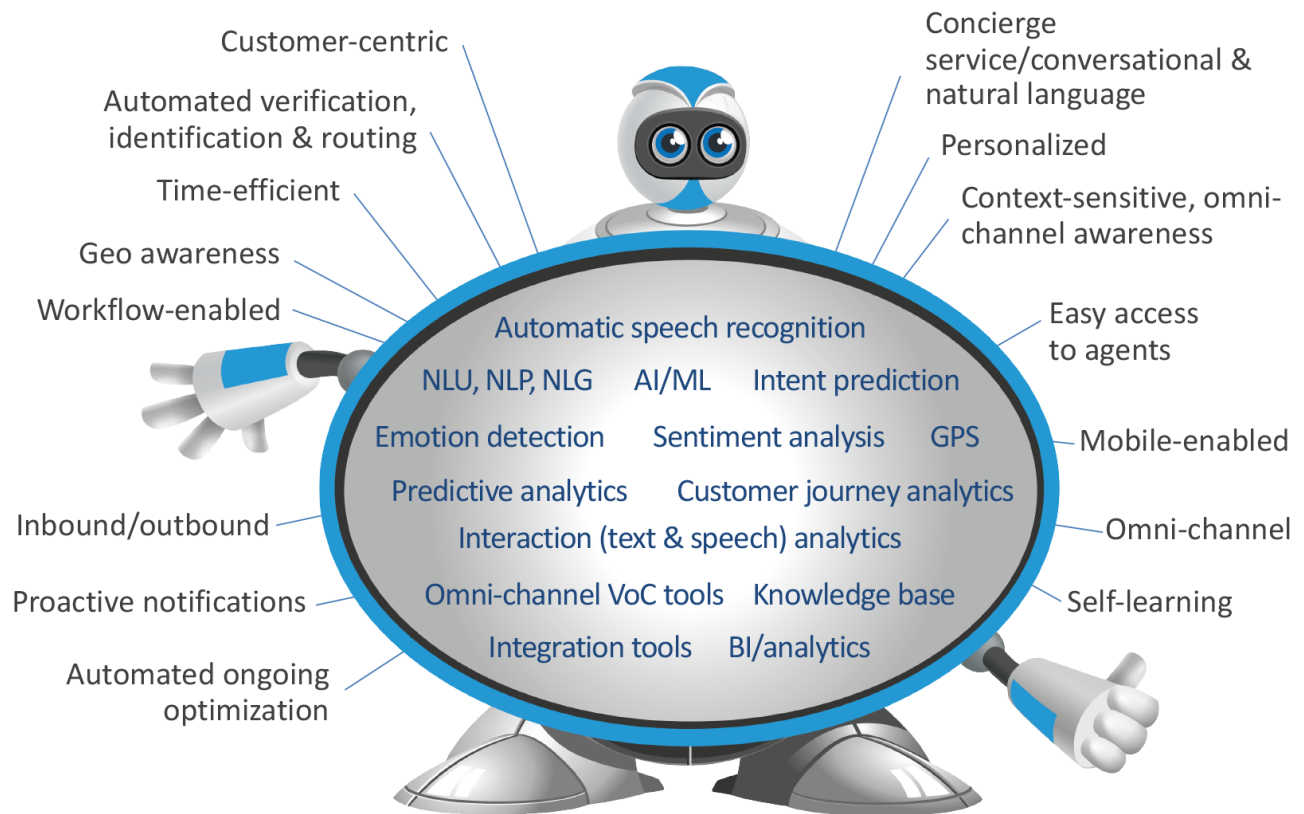 Customer-centric
Automated verification,
identification & routing
Time-efficient
Geo awareness
Workflow-enabled
Inbound/outbound
Proactive notifications
Automated ongoing
optimization
Automatic speech recognition
NLU, NLP, NLG AI/ML Intent prediction
Emotion detection Sentiment analysis GPS
Predictive analytics Customer journey analytics
Interaction (text & speech) analytics
Omni-channel VoC tools Knowledge base
Integration tools BI/analytics
Concierge
service/conversational &
natural language
Personalized
Context-sensitive, omni-
channel awareness
Easy access
to agents
Mobile-enabled
Omni-channel
Self-learning